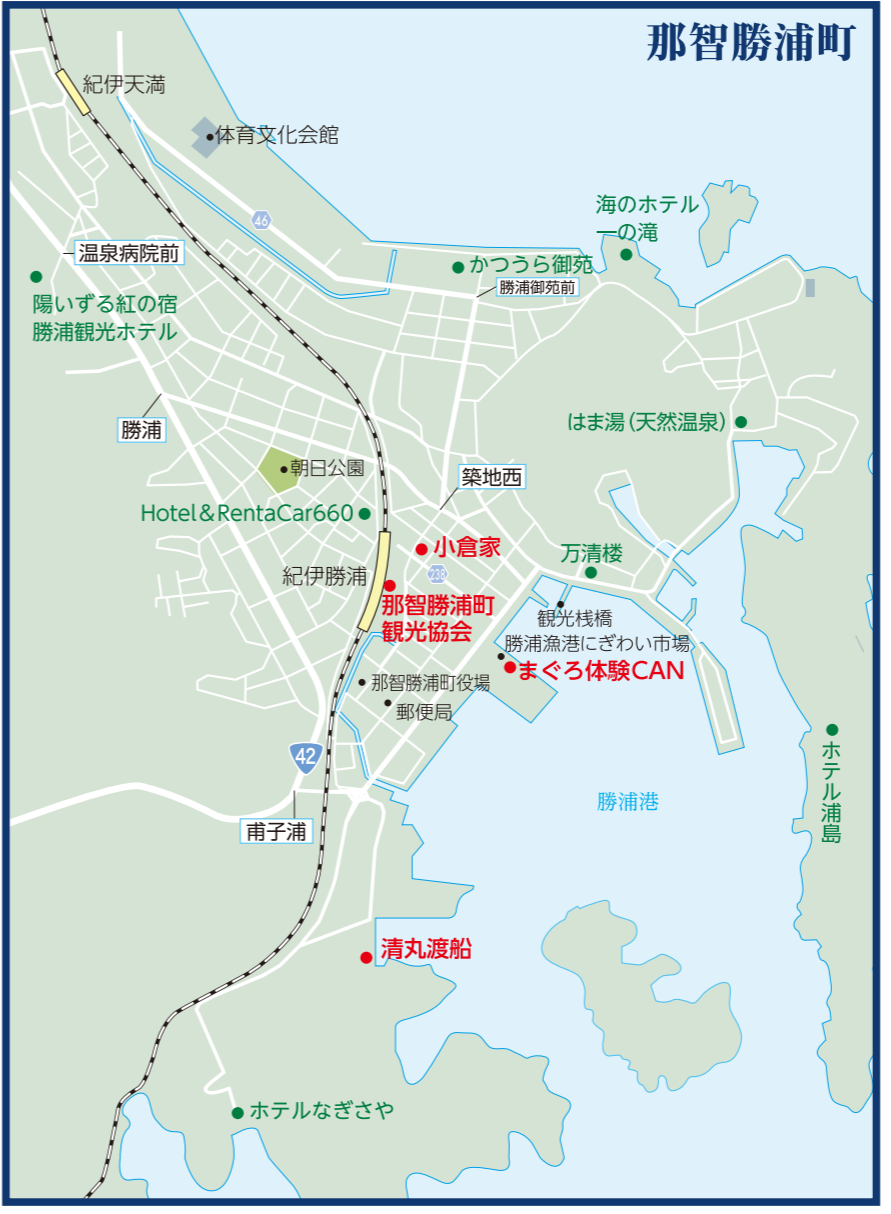 那智勝浦町
紀伊天満
体育文化会館
46
海のホテル
一の滝
温泉病院前
かつうら御苑
勝浦御苑前
陽いずる紅の宿
勝浦観光ホテル
勝浦
はま湯(天然温泉)
朝日公園
築地西
Hotel&RentaCar660
小倉家
紀伊勝浦
238
万清楼
那智勝浦町
観光協会
観光桟橋
勝浦漁港にぎわい市場
まぐろ体験CAN
那智勝浦町役場
郵便局
42
ホテル浦島
勝浦港
甫子浦
清丸渡船
ホテルなぎさや